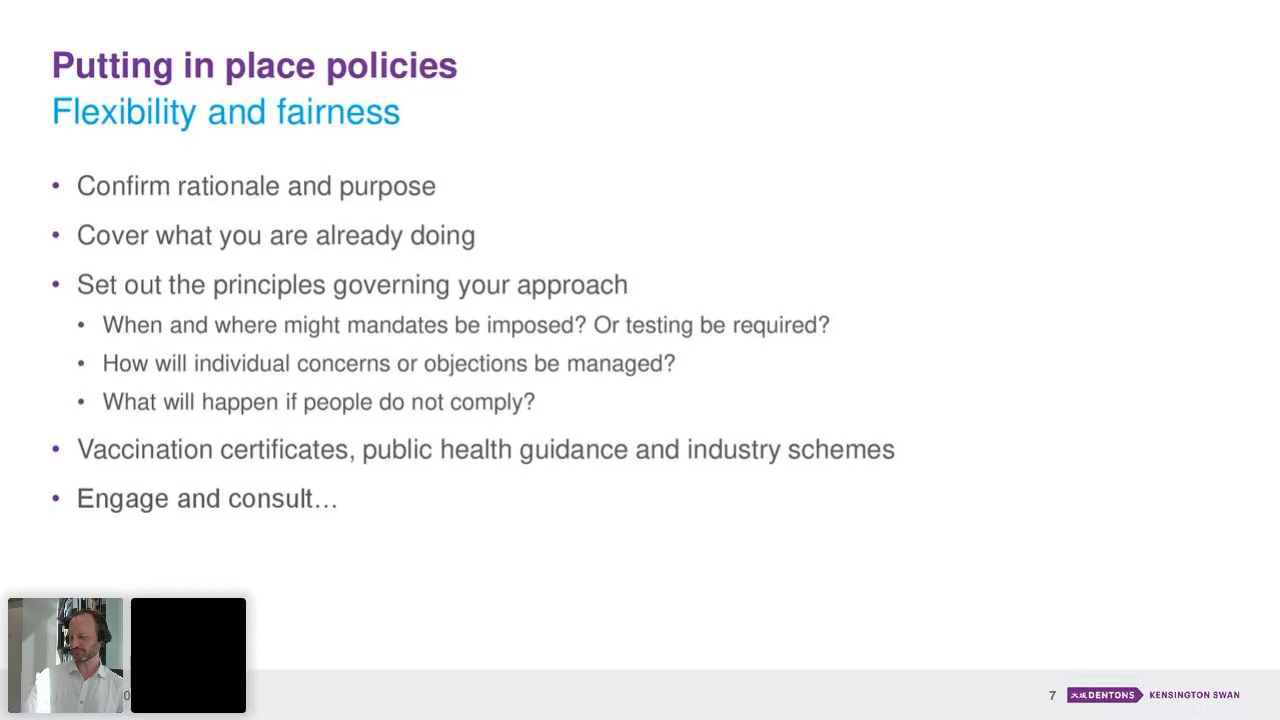 Putting in place policies
Flexibility and fairness
• Confirm rationale and purpose
• Cover what you are already doing
• Set out the principles governing your approach
• When and where might mandates be imposed? Or testing be required?
• How will individual concerns or objections be managed?
• What will happen if people do not comply?
• Vaccination certificates, public health guidance and industry schemes
• Engage and consult…
7 大成 DENTONS KENSINGTON SWAN